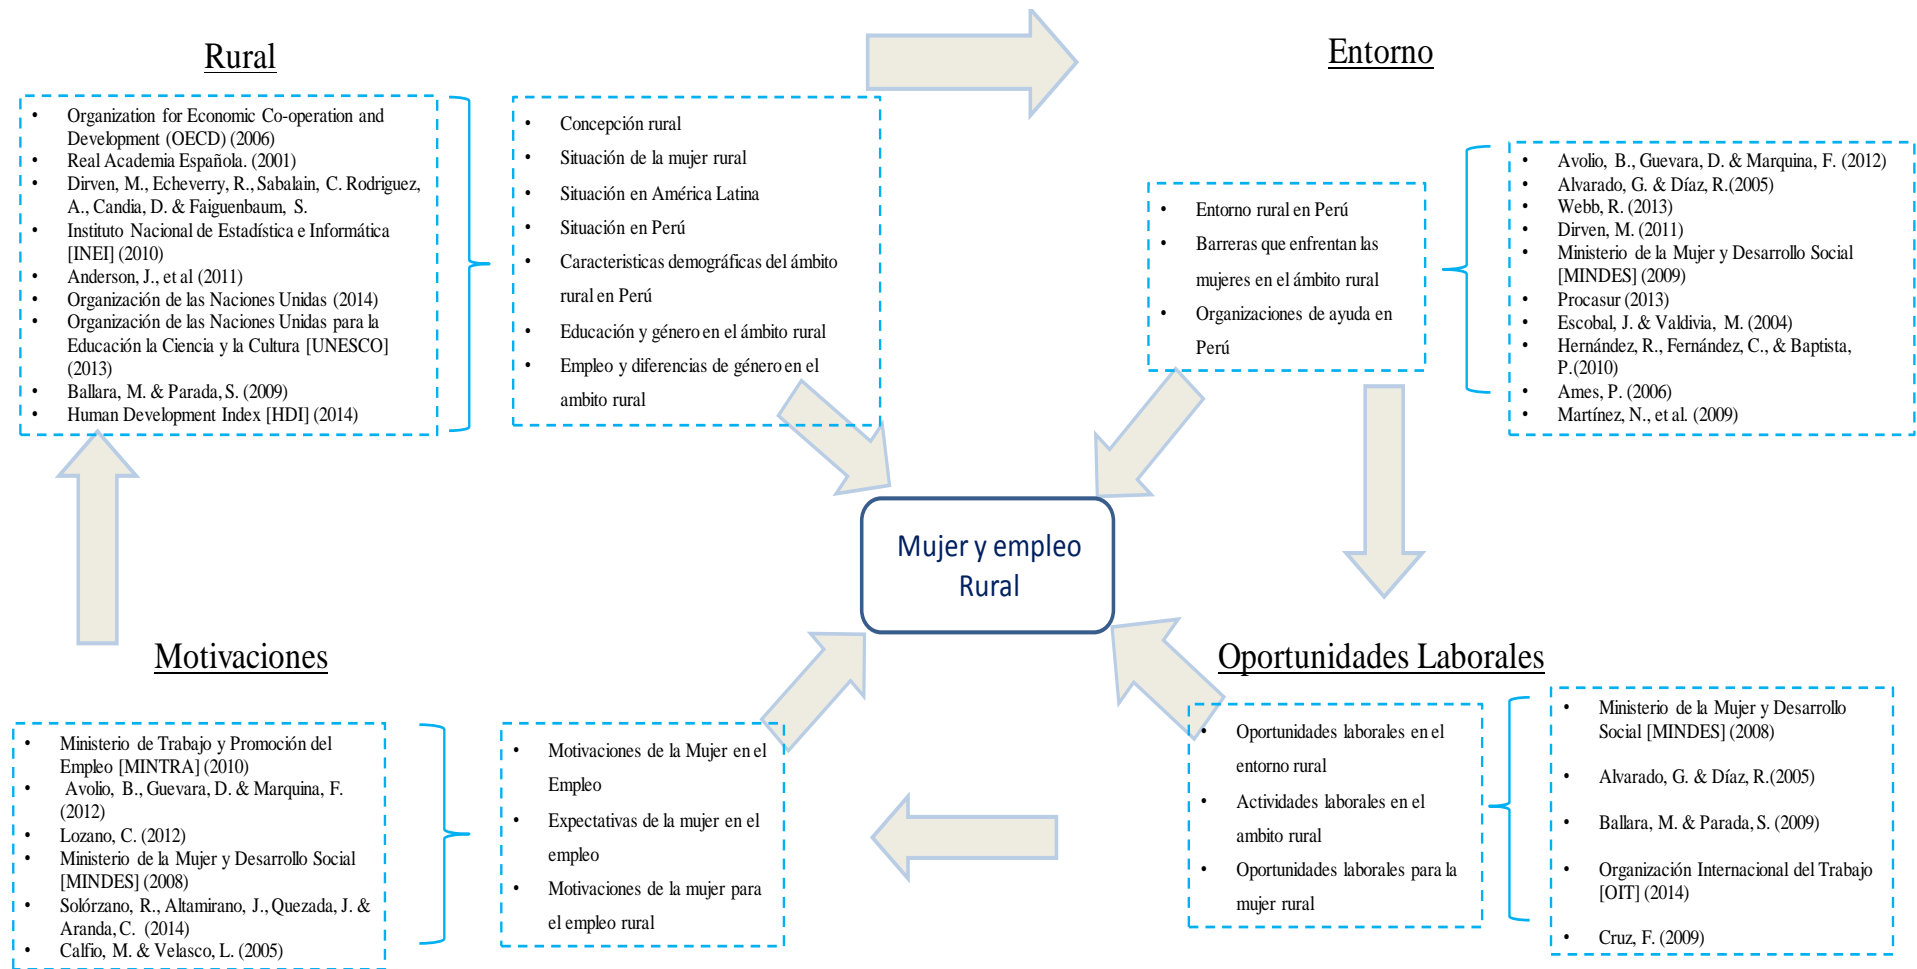 Rural
• Organization for Economic Co-operation and
Development (OECD) (2006)
• Real Academia Española. (2001)
• Dirven, M., Echeverry, R., Sabalain, C. Rodriguez,
A., Candia, D. & Faiguenbaum, S.
• Instituto Nacional de Estadística e Informática
[INEI] (2010)
• Anderson, J., et al (2011)
• Organización de las Naciones Unidas (2014)
• Organización de las Naciones Unidas para la
Educación la Ciencia y la Cultura [UNESCO]
(2013)
• Ballara, M. & Parada, S. (2009)
• Human Development Index [HDI] (2014)
• Concepción rural
• Situación de la mujer rural
• Situación en América Latina
• Situación en Perú
• Caracteristicas demográficas del ámbito
rural en Perú
• Educación y género en el ámbito rural
• Empleo y diferencias de género en el
ambito rural
Entorno
• Entorno rural en Perú
• Barreras que enfrentan las
mujeres en el ámbito rural
• Organizaciones de ayuda en
Perú
• Avolio, B., Guevara, D. & Marquina, F. (2012)
• Alvarado, G. & Díaz, R.(2005)
• Webb, R. (2013)
• Dirven, M. (2011)
• Ministerio de la Mujer y Desarrollo Social
[MINDES] (2009)
• Procasur (2013)
• Escobal, J. & Valdivia, M. (2004)
• Hernández, R., Fernández, C., & Baptista,
P.(2010)
• Ames, P. (2006)
• Martínez, N., et al. (2009)
Mujer y empleo
Rural
Motivaciones
• Ministerio de Trabajo y Promoción del
Empleo [MINTRA] (2010)
• Avolio, B., Guevara, D. & Marquina, F.
(2012)
• Lozano, C. (2012)
• Ministerio de la Mujer y Desarrollo Social
[MINDES] (2008)
• Solórzano, R., Altamirano, J., Quezada, J. &
Aranda, C. (2014)
• Calfio, M. & Velasco, L. (2005)
• Motivaciones de la Mujer en el
Empleo
• Expectativas de la mujer en el
empleo
• Motivaciones de la mujer para
el empleo rural
Oportunidades Laborales
• Oportunidades laborales en el
entorno rural
• Actividades laborales en el
ambito rural
• Oportunidades laborales para la
mujer rural
• Ministerio de la Mujer y Desarrollo
Social [MINDES] (2008)
• Alvarado, G. & Díaz, R.(2005)
• Ballara, M. & Parada, S. (2009)
• Organización Internacional del Trabajo
[OIT] (2014)
• Cruz, F. (2009)